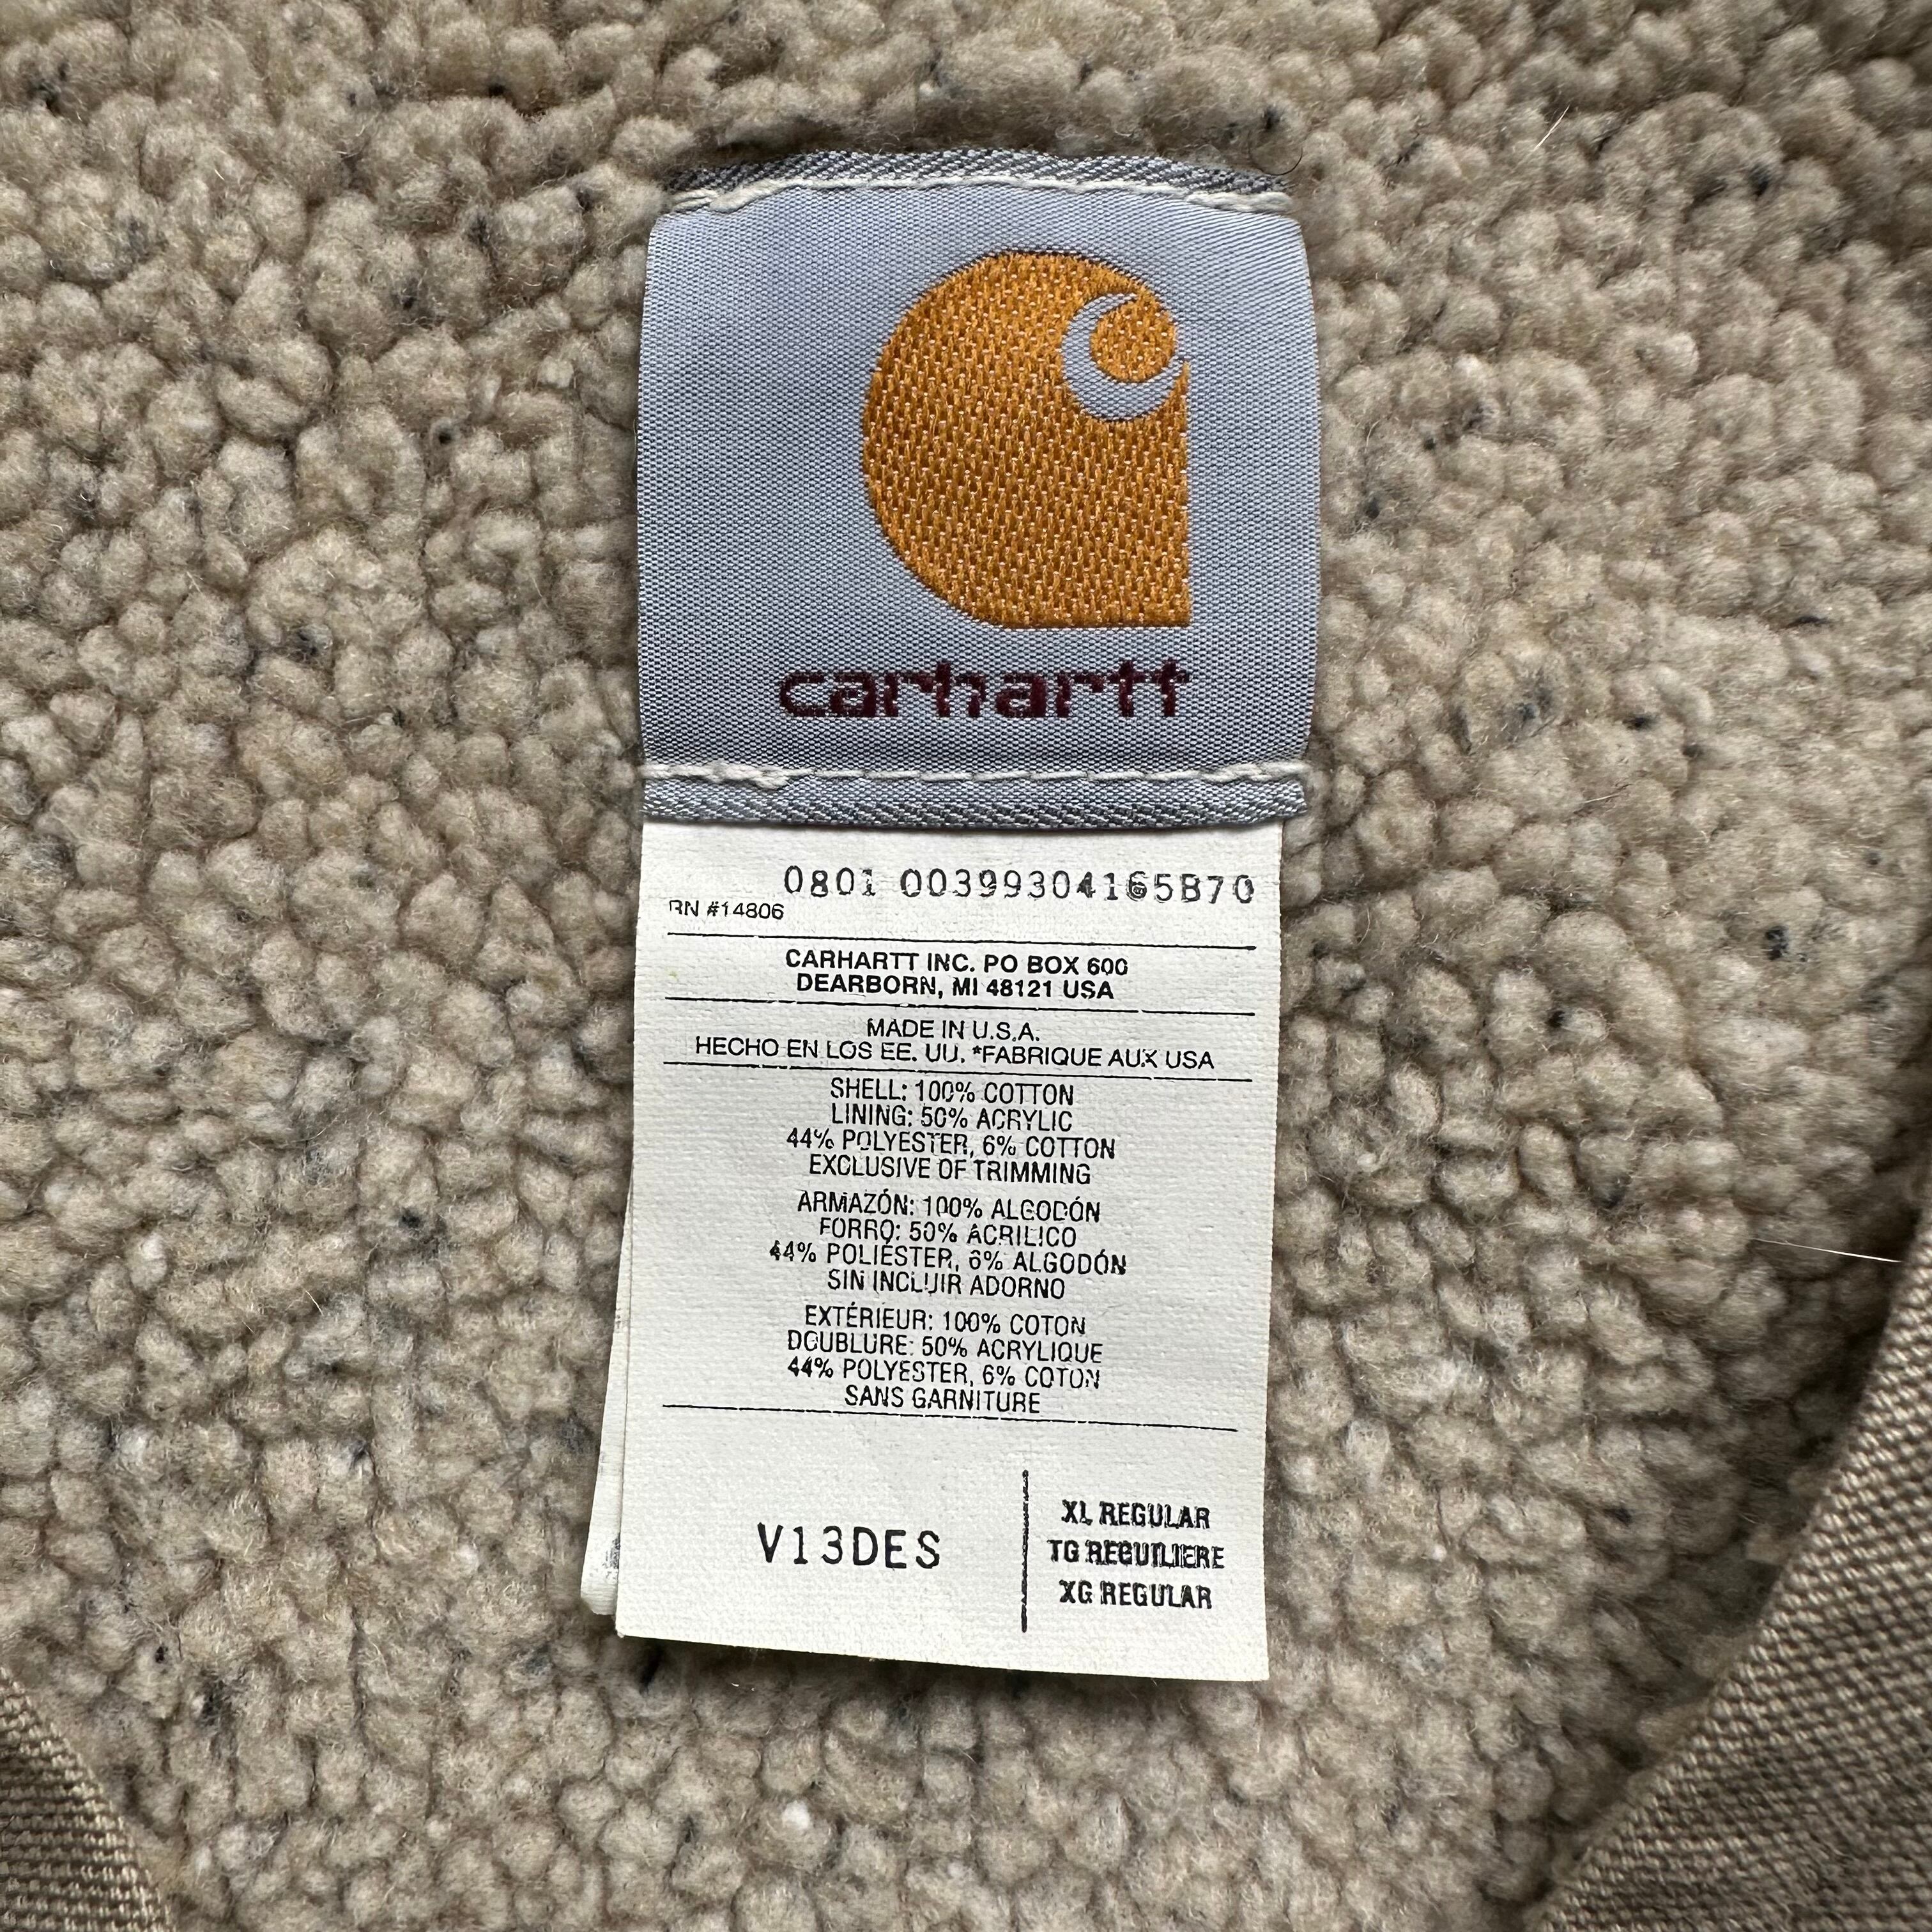 carhartt
0801 00399304165B70
RN #14806
CARHARTT INC. PO BOX 600
DEARBORN, MI 48121 USA
MADE IN U.S.A.
HECHO EN LOS EE. UU. *FABRIQUE AUX USA
SHELL: 100% COTTON
LINING: 50% ACRYLIC
44% POLYESTER, 6% COTTON
EXCLUSIVE OF TRIMMING
ARMAZÓN: 100% ALGODÓN
FORRO: 50% ÁCRILICO
44% POLIÉSTER, 6% ALGODÓN
SIN INCLUIR ADORNO
EXTÉRIEUR: 100% COTON
DOUBLURE: 50% ACRYLIQUE
44% POLYESTER, 6% COTON
SANS GARNITURE
V13DES
XL REGULAR
TG REGUILIERE
XG REGULAR